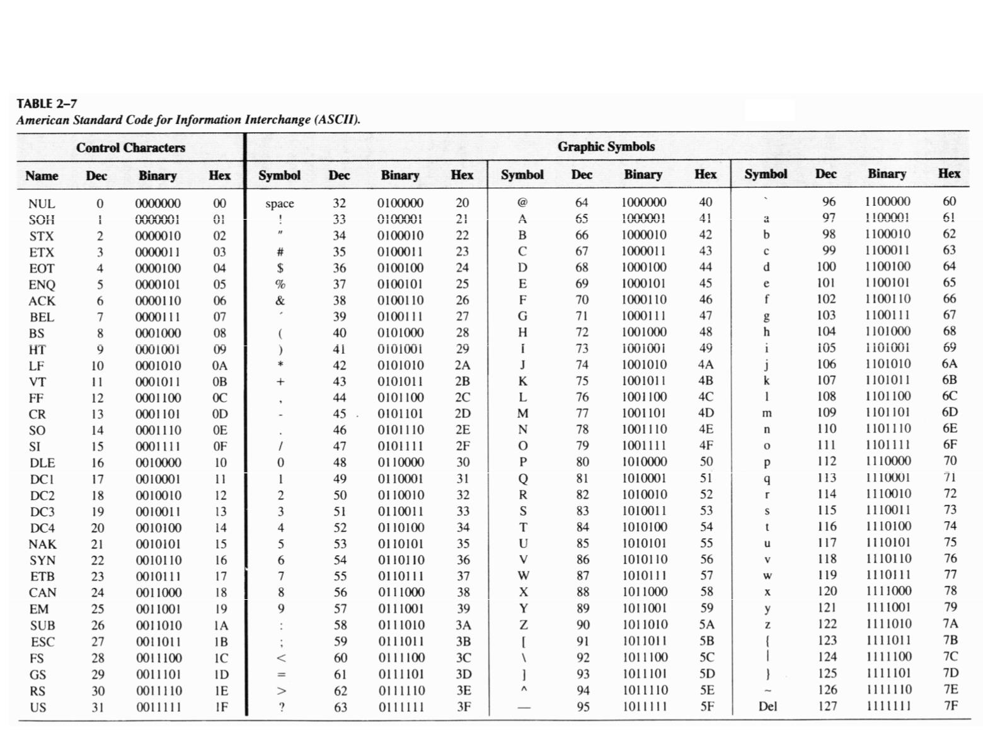 TABLE 2–7
American Standard Code for Information Interchange (ASCII).
Control Characters Graphic Symbols
Name Dec Binary Hex Symbol Dec Binary Hex Symbol Dec Binary Hex Symbol Dec Binary Hex
NUL 0 0000000 00 space 32 0100000 20 @ 64 1000000 40 ` 96 1100000 60
SOH 1 0000001 01 ! 33 0100001 21 A 65 1000001 41 a 97 1100001 61
STX 2 0000010 02 " 34 0100010 22 B 66 1000010 42 b 98 1100010 62
ETX 3 0000011 03 # 35 0100011 23 C 67 1000011 43 c 99 1100011 63
EOT 4 0000100 04 $ 36 0100100 24 D 68 1000100 44 d 100 1100100 64
ENQ 5 0000101 05 % 37 0100101 25 E 69 1000101 45 e 101 1100101 65
ACK 6 0000110 06 & 38 0100110 26 F 70 1000110 46 f 102 1100110 66
BEL 7 0000111 07 ´ 39 0100111 27 G 71 1000111 47 g 103 1100111 67
BS 8 0001000 08 ( 40 0101000 28 H 72 1001000 48 h 104 1101000 68
HT 9 0001001 09 ) 41 0101001 29 I 73 1001001 49 i 105 1101001 69
LF 10 0001010 0A * 42 0101010 2A J 74 1001010 4A j 106 1101010 6A
VT 11 0001011 0B + 43 0101011 2B K 75 1001011 4B k 107 1101011 6B
FF 12 0001100 0C , 44 0101100 2C L 76 1001100 4C l 108 1101100 6C
CR 13 0001101 0D - 45 0101101 2D M 77 1001101 4D m 109 1101101 6D
SO 14 0001110 0E . 46 0101110 2E N 78 1001110 4E n 110 1101110 6E
SI 15 0001111 0F / 47 0101111 2F O 79 1001111 4F o 111 1101111 6F
DLE 16 0010000 10 0 48 0110000 30 P 80 1010000 50 p 112 1110000 70
DC1 17 0010001 11 1 49 0110001 31 Q 81 1010001 51 q 113 1110001 71
DC2 18 0010010 12 2 50 0110010 32 R 82 1010010 52 r 114 1110010 72
DC3 19 0010011 13 3 51 0110011 33 S 83 1010011 53 s 115 1110011 73
DC4 20 0010100 14 4 52 0110100 34 T 84 1010100 54 t 116 1110100 74
NAK 21 0010101 15 5 53 0110101 35 U 85 1010101 55 u 117 1110101 75
SYN 22 0010110 16 6 54 0110110 36 V 86 1010110 56 v 118 1110110 76
ETB 23 0010111 17 7 55 0110111 37 W 87 1010111 57 w 119 1110111 77
CAN 24 0011000 18 8 56 0111000 38 X 88 1011000 58 x 120 1111000 78
EM 25 0011001 19 9 57 0111001 39 Y 89 1011001 59 y 121 1111001 79
SUB 26 0011010 1A : 58 0111010 3A Z 90 1011010 5A z 122 1111010 7A
ESC 27 0011011 1B ; 59 0111011 3B [ 91 1011011 5B { 123 1111011 7B
FS 28 0011100 1C < 60 0111100 3C \ 92 1011100 5C | 124 1111100 7C
GS 29 0011101 1D = 61 0111101 3D ] 93 1011101 5D } 125 1111101 7D
RS 30 0011110 1E > 62 0111110 3E ^ 94 1011110 5E ~ 126 1111110 7E
US 31 0011111 1F ? 63 0111111 3F — 95 1011111 5F Del 127 1111111 7F